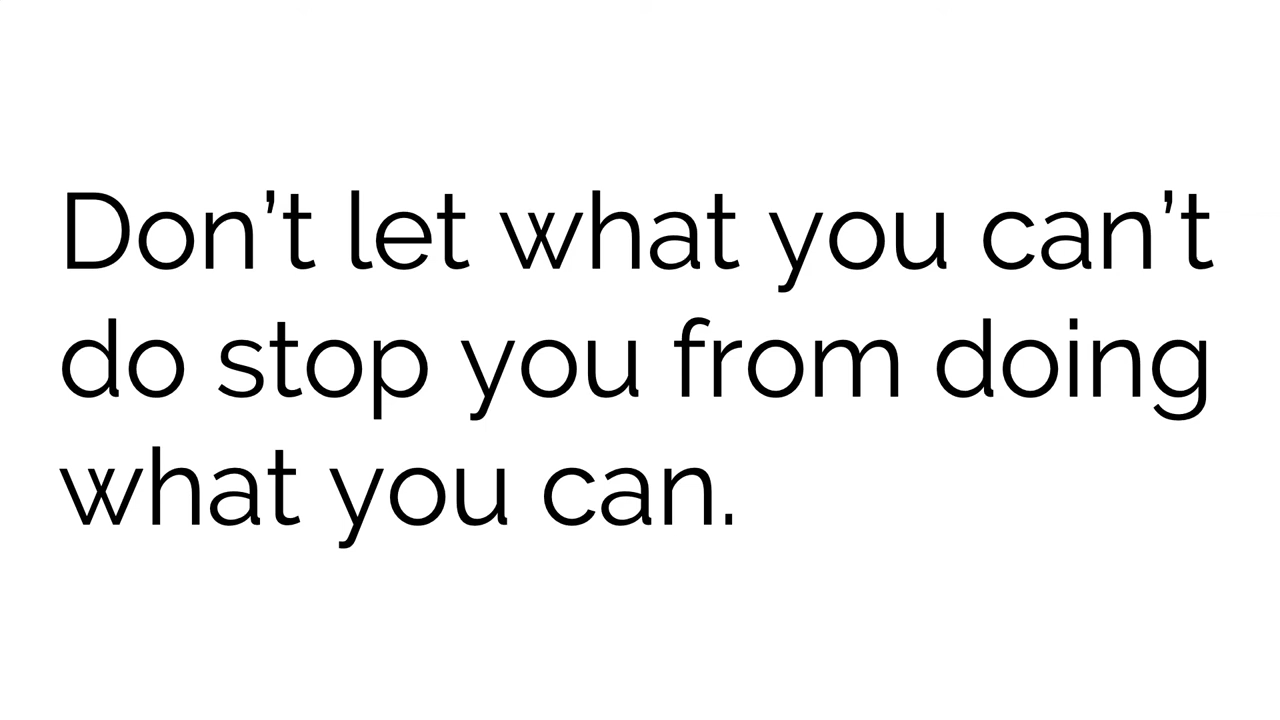 Don’t let what you can’t
do stop you from doing
what you can.